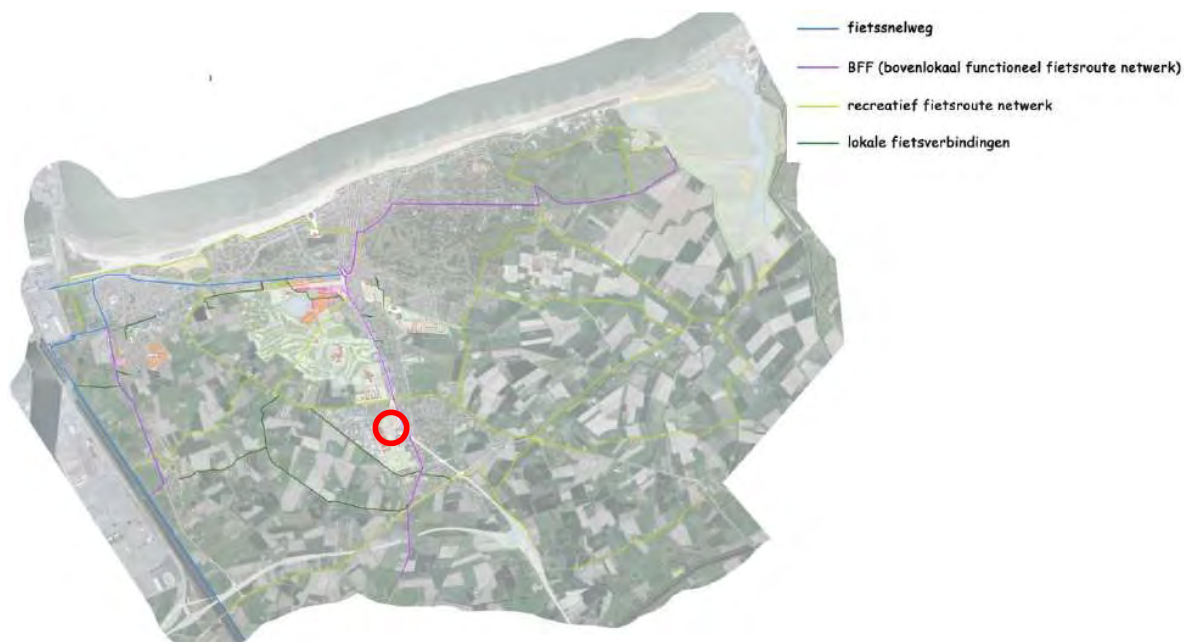 fietssnelweg
BFF (bovenlokaal functioneel fietsroute netwerk)
recreatief fietsroute netwerk
lokale fietsverbindingen